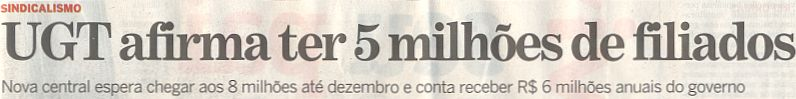 SINDICALISMO
UGT afirma ter 5 milhões de filiados
Nova central espera chegar aos 8 milhões até dezembro e conta receber R$ 6 milhões anuais do governo